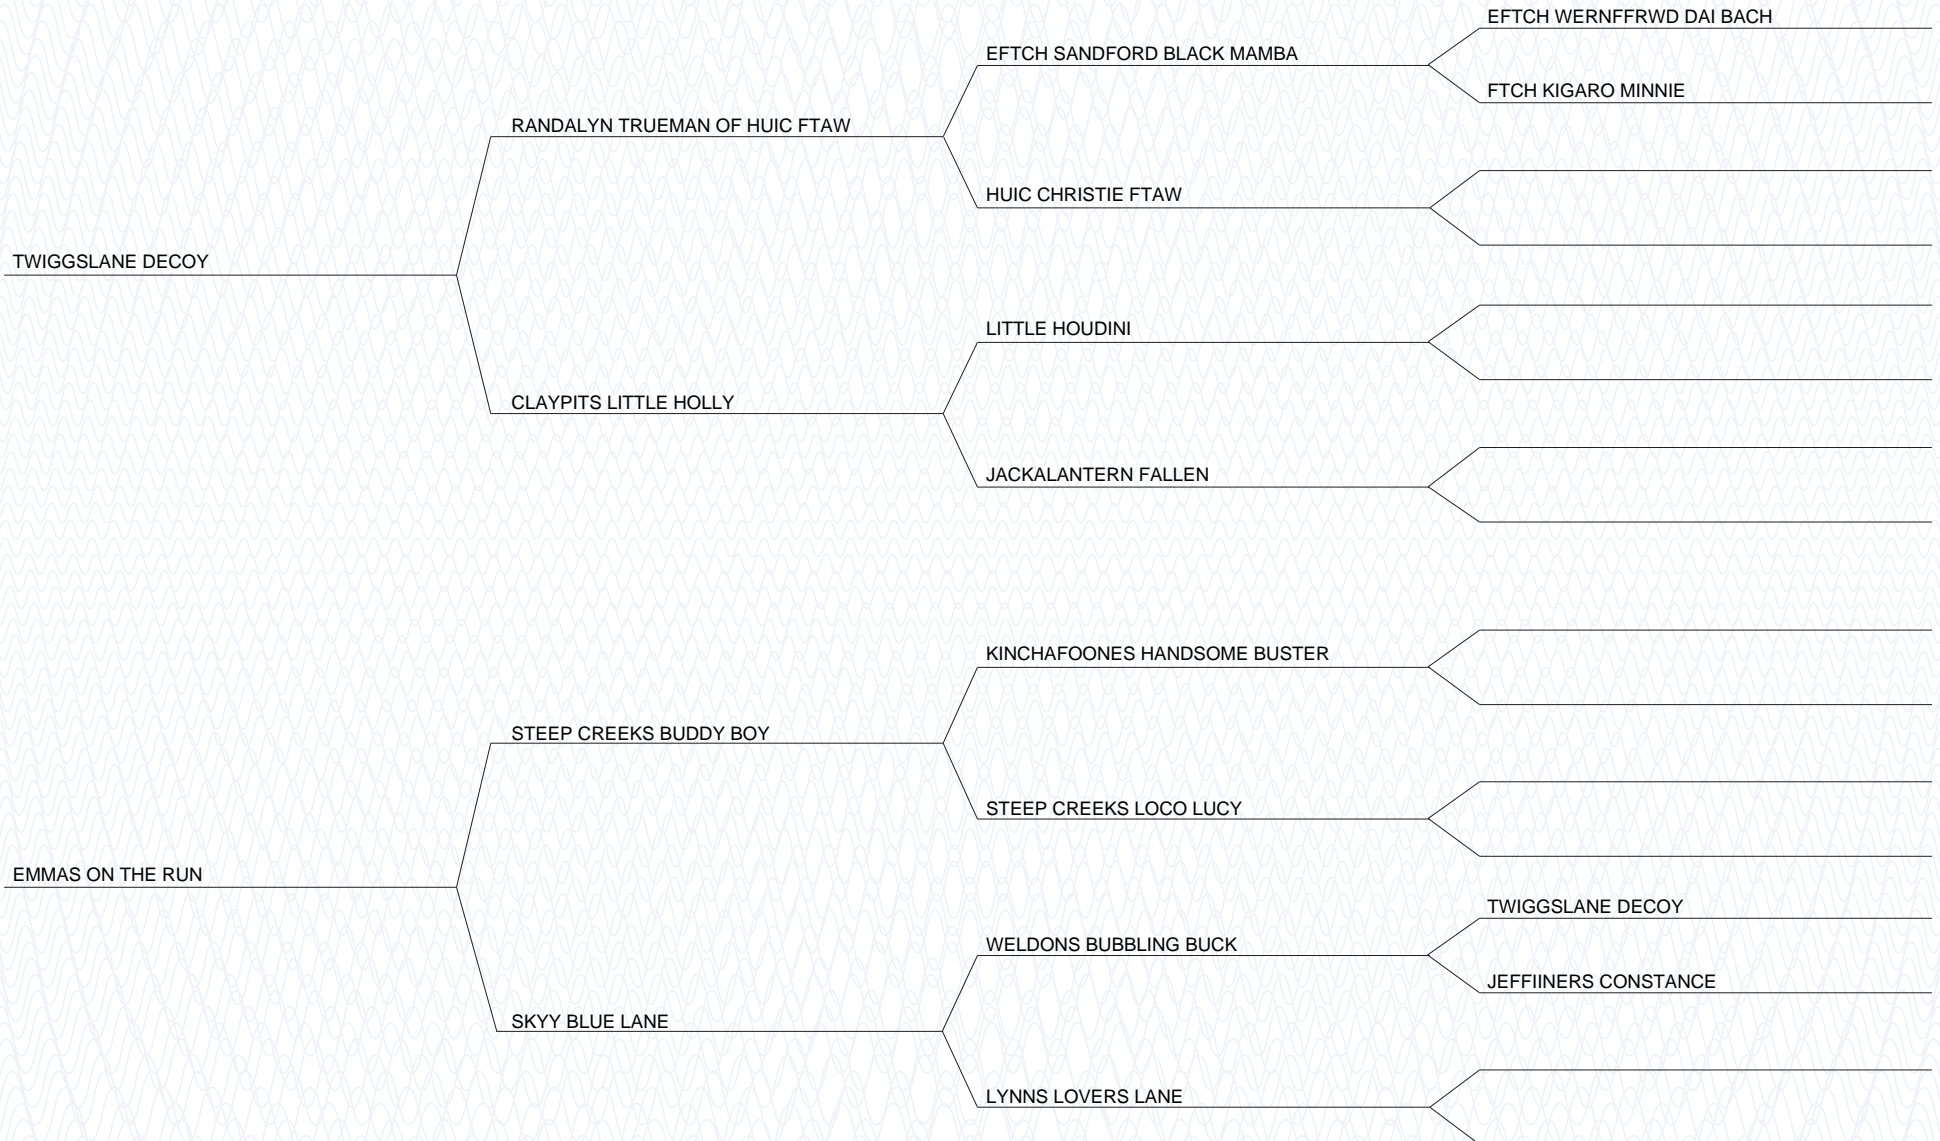 EFTCH WERNFFRWD DAI BACH
EFTCH SANDFORD BLACK MAMBA
FTCH KIGARO MINNIE
RANDALYN TRUEMAN OF HUIC FTAW
HUIC CHRISTIE FTAW
TWIGGSLANE DECOY
LITTLE HOUDINI
CLAYPITS LITTLE HOLLY
JACKALANTERN FALLEN
KINCHAFOONES HANDSOME BUSTER
STEEP CREEKS BUDDY BOY
STEEP CREEKS LOCO LUCY
EMMAS ON THE RUN
TWIGGSLANE DECOY
WELDONS BUBBLING BUCK
JEFFIINERS CONSTANCE
SKYY BLUE LANE
LYNNS LOVERS LANE